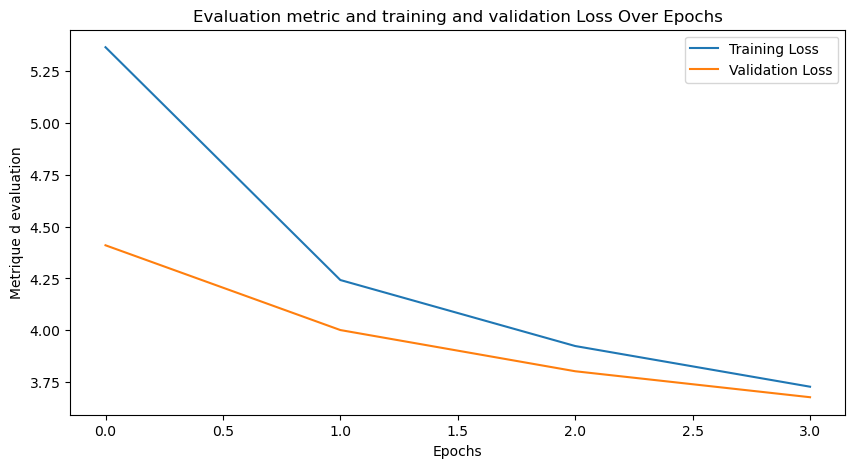 Evaluation metric and training and validation Loss Over Epochs
Training Loss
Validation Loss
Metrique d evaluation
5.25
5.00
4.75
4.50
4.25
4.00
3.75
0.0 0.5 1.0 1.5 2.0 2.5 3.0
Epochs